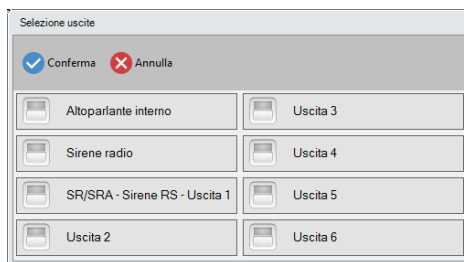 Selezione uscite
Conferma Annulla
Altoparlante interno
Sirene radio
SR/SRA - Sirene RS - Uscita 1
Uscita 2
Uscita 3
Uscita 4
Uscita 5
Uscita 6